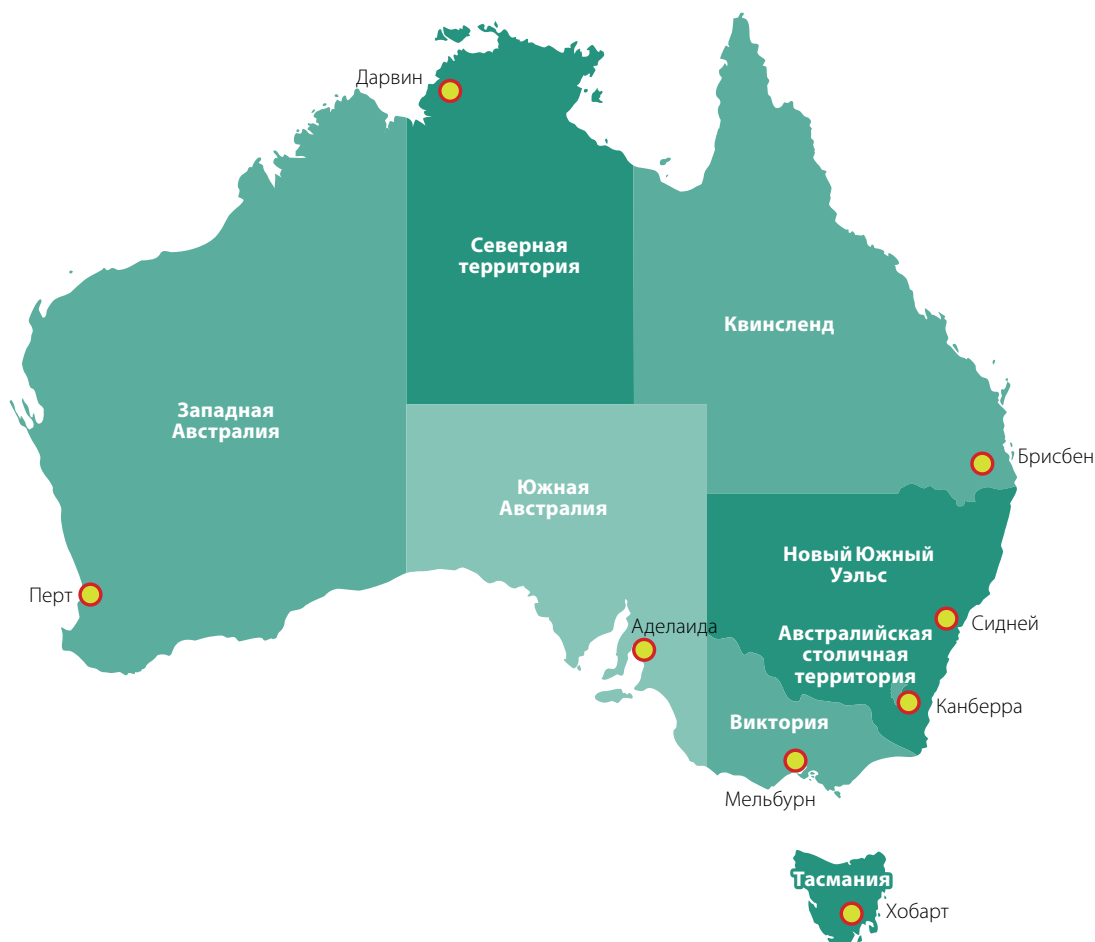 Дарвин
Северная
территория
Квинсленд
Западная
Австралия
Брисбен
Южная
Австралия
Новый Южный
Уэльс
Перт
Аделаида
Сидней
Австралийская
столичная
территория
Канберра
Виктория
Мельбурн
Тасмания
Хобарт